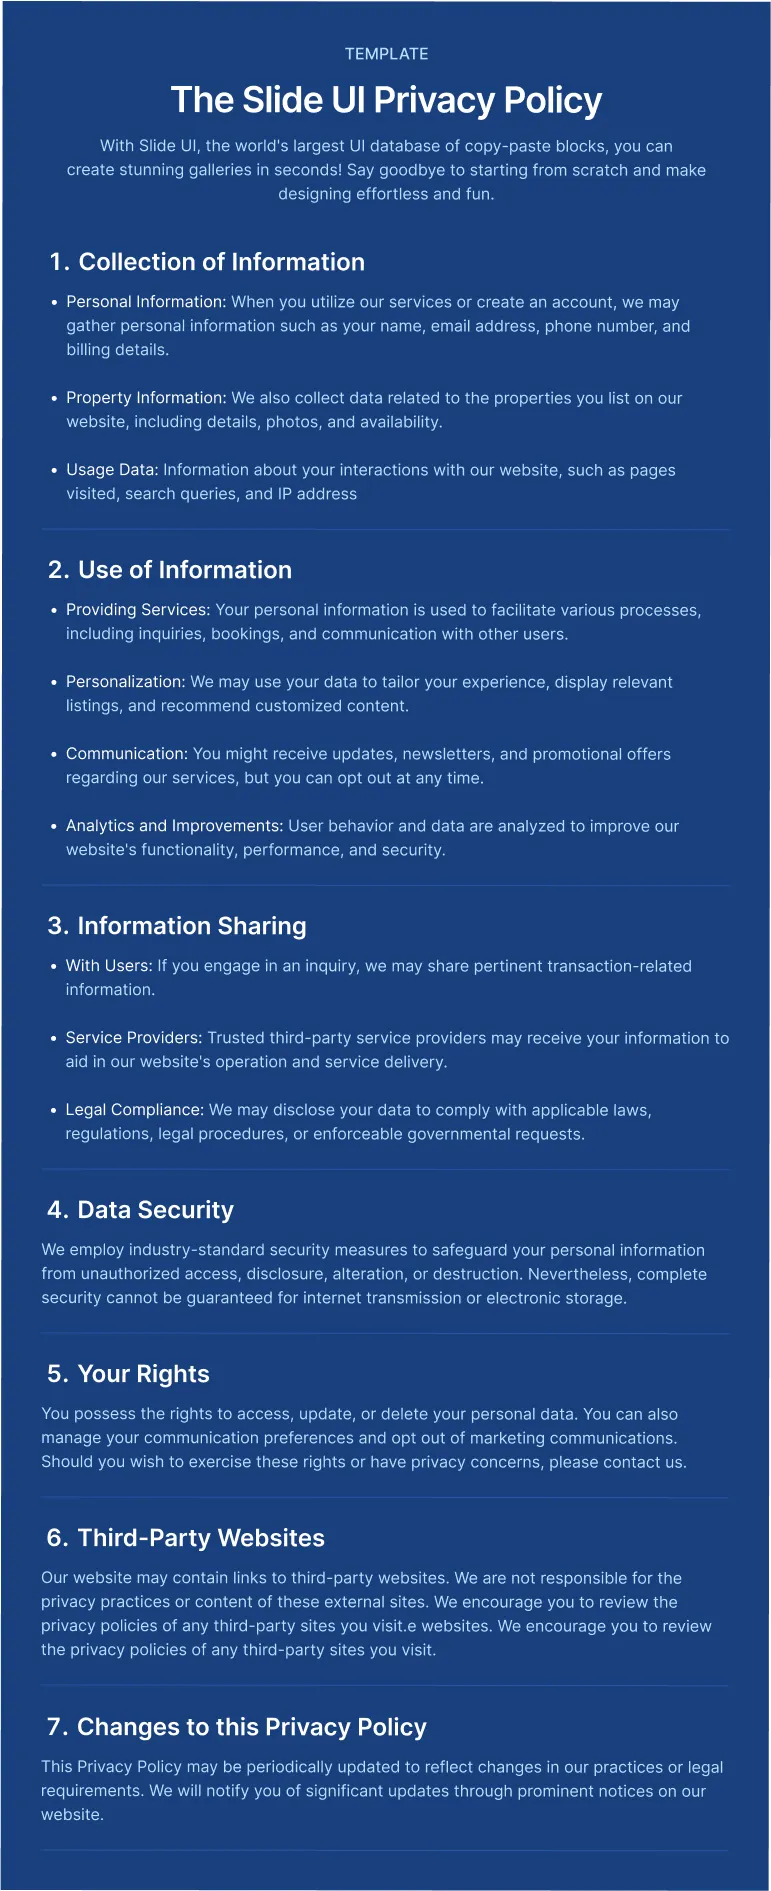 TEMPLATE
The Slide UI Privacy Policy
With Slide UI, the world's largest UI database of copy-paste blocks, you can
create stunning galleries in seconds! Say goodbye to starting from scratch and make
designing effortless and fun.
1. Collection of Information
• Personal Information: When you utilize our services or create an account, we may
gather personal information such as your name, email address, phone number, and
billing details.
• Property Information: We also collect data related to the properties you list on our
website, including details, photos, and availability.
• Usage Data: Information about your interactions with our website, such as pages
visited, search queries, and IP address
2. Use of Information
• Providing Services: Your personal information is used to facilitate various processes,
including inquiries, bookings, and communication with other users.
• Personalization: We may use your data to tailor your experience, display relevant
listings, and recommend customized content.
• Communication: You might receive updates, newsletters, and promotional offers
regarding our services, but you can opt out at any time.
• Analytics and Improvements: User behavior and data are analyzed to improve our
website's functionality, performance, and security.
3. Information Sharing
• With Users: If you engage in an inquiry, we may share pertinent transaction-related
information.
• Service Providers: Trusted third-party service providers may receive your information to
aid in our website's operation and service delivery.
• Legal Compliance: We may disclose your data to comply with applicable laws,
regulations, legal procedures, or enforceable governmental requests.
4. Data Security
We employ industry-standard security measures to safeguard your personal information
from unauthorized access, disclosure, alteration, or destruction. Nevertheless, complete
security cannot be guaranteed for internet transmission or electronic storage.
5. Your Rights
You possess the rights to access, update, or delete your personal data. You can also
manage your communication preferences and opt out of marketing communications.
Should you wish to exercise these rights or have privacy concerns, please contact us.
6. Third-Party Websites
Our website may contain links to third-party websites. We are not responsible for the
privacy practices or content of these external sites. We encourage you to review the
privacy policies of any third-party sites you visit.e websites. We encourage you to review
the privacy policies of any third-party sites you visit.
7. Changes to this Privacy Policy
This Privacy Policy may be periodically updated to reflect changes in our practices or legal
requirements. We will notify you of significant updates through prominent notices on our
website.